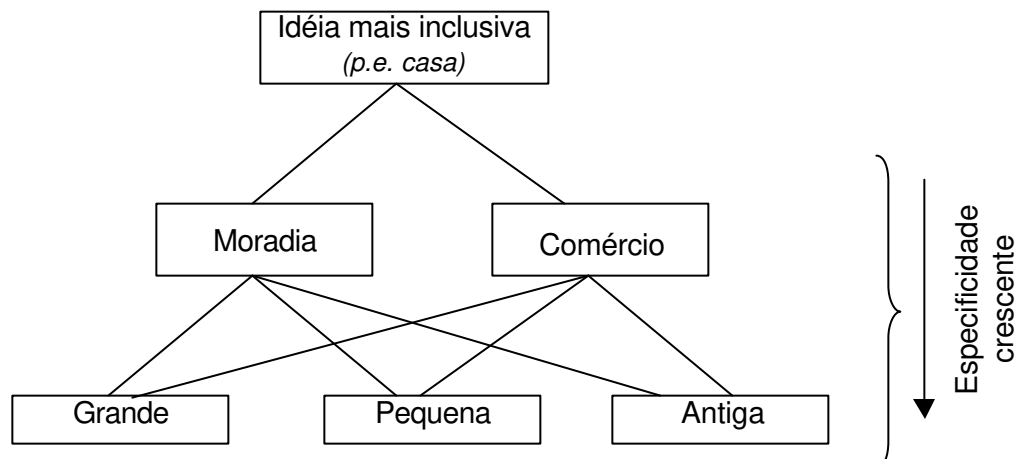 Idéia mais inclusiva
(p.e. casa)
Moradia
Comércio
Grande
Pequena
Antiga
Especificidade
crescente